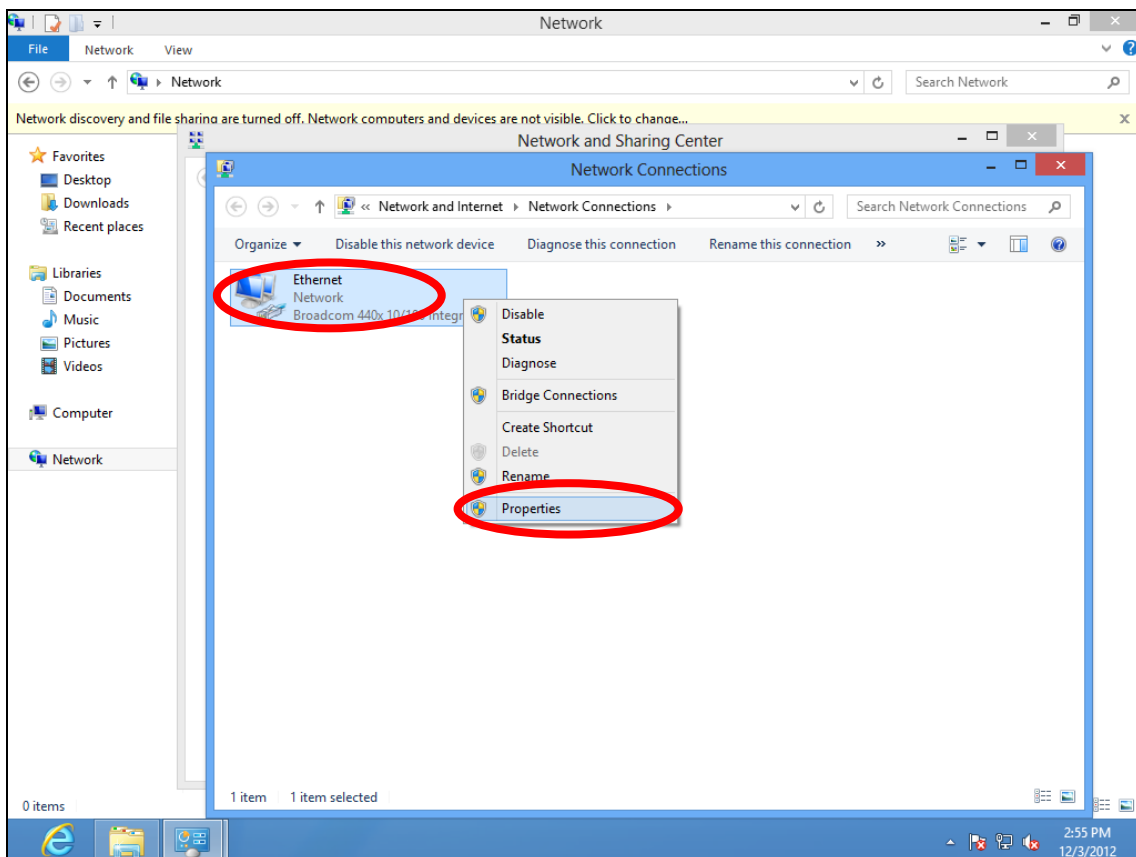 Network
File Network View
Network
Search Network
Network discovery and file sharing are turned off. Network computers and devices are not visible. Click to change...
Favorites
Desktop
Downloads
Recent places
Libraries
Documents
Music
Pictures
Videos
Computer
Network
0 items
Network and Sharing Center
Network Connections
« Network and Internet Network Connections
Search Network Connections
Organize Disable this network device Diagnose this connection Rename this connection »
Ethernet
Network
Broadcom 440x 10/100 Integr
Disable
Status
Diagnose
Bridge Connections
Create Shortcut
Delete
Rename
Properties
1 item 1 item selected
2:55 PM
12/3/2012